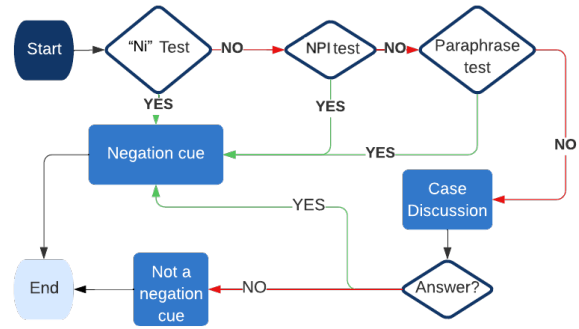 Start
“Ni” Test
NO
NPI test
NO
Paraphrase
test
YES
YES
YES
NO
Negation cue
Case
Discussion
YES
End
Not a
negation
cue
NO
Answer?